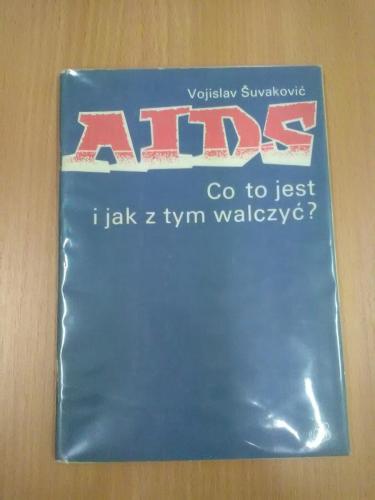 Vojislav Šuvaković
AIDS
Co to jest
i jak z tym walczyć?